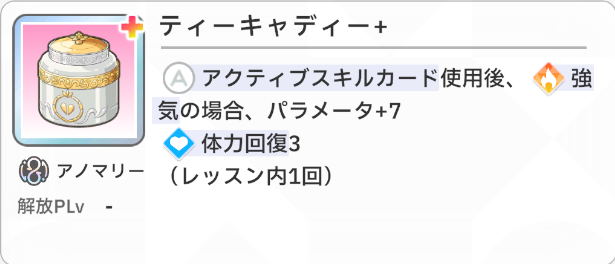 ティーキャディー+
Ⓐ アクティブスキルカード使用後、強
気の場合、パラメータ+7
体力回復3
（レッスン内1回）
アノマリー
解放PLv -